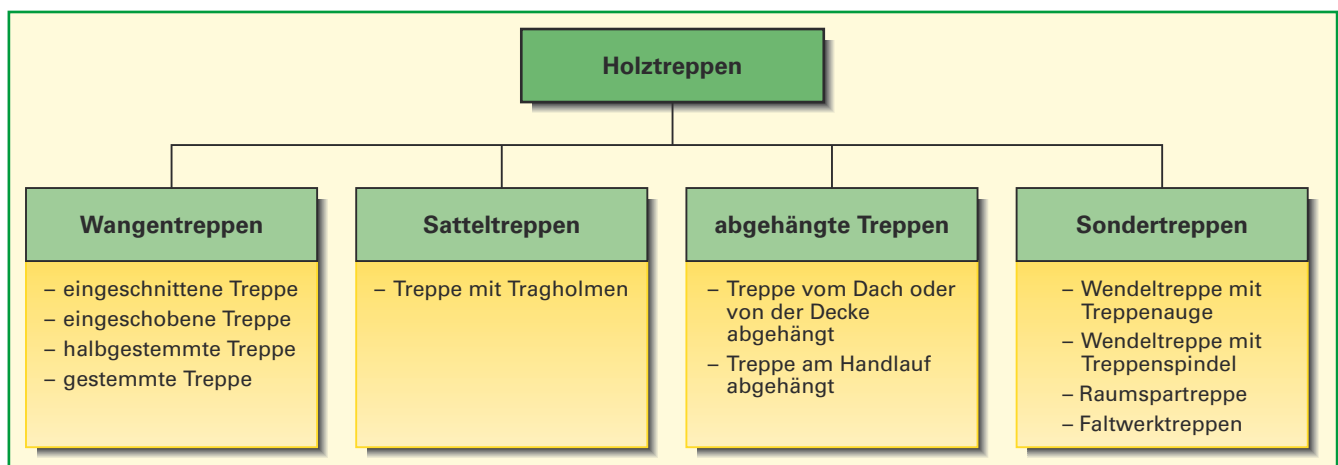 Holztreppen
Wangentreppen
– eingeschnittene Treppe
– eingeschobene Treppe
– halbgestemmte Treppe
– gestemmte Treppe
Satteltreppen
– Treppe mit Tragholmen
abgehängte Treppen
– Treppe vom Dach oder
von der Decke
abgehängt
– Treppe am Handlauf
abgehängt
Sondertreppen
– Wendeltreppe mit
Treppenauge
– Wendeltreppe mit
Treppenspindel
– Raumspartreppe
– Faltwerktreppen